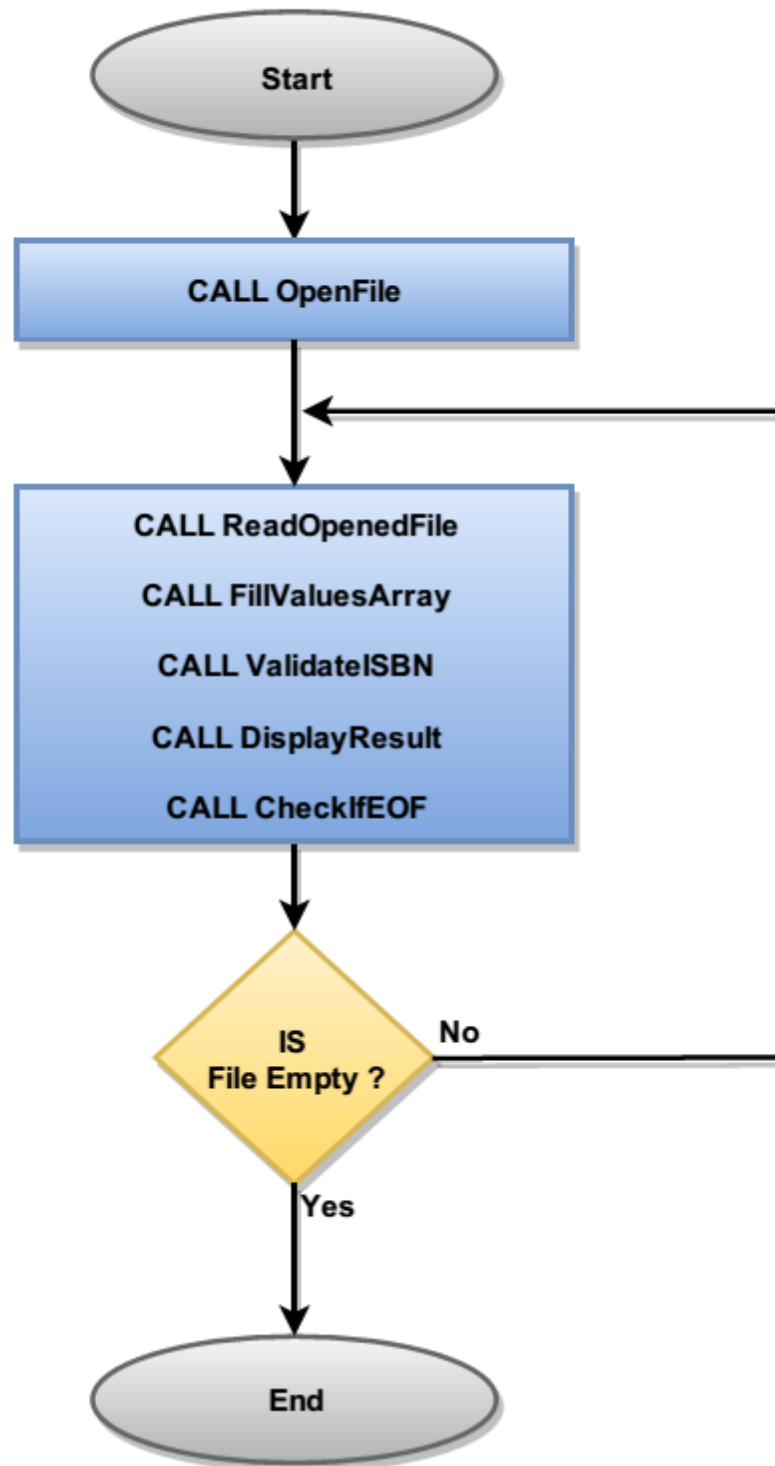 Start
CALL OpenFile
CALL ReadOpenedFile
CALL FillValuesArray
CALL ValidateISBN
CALL DisplayResult
CALL CheckIfEOF
IS
File Empty ?
No
Yes
End